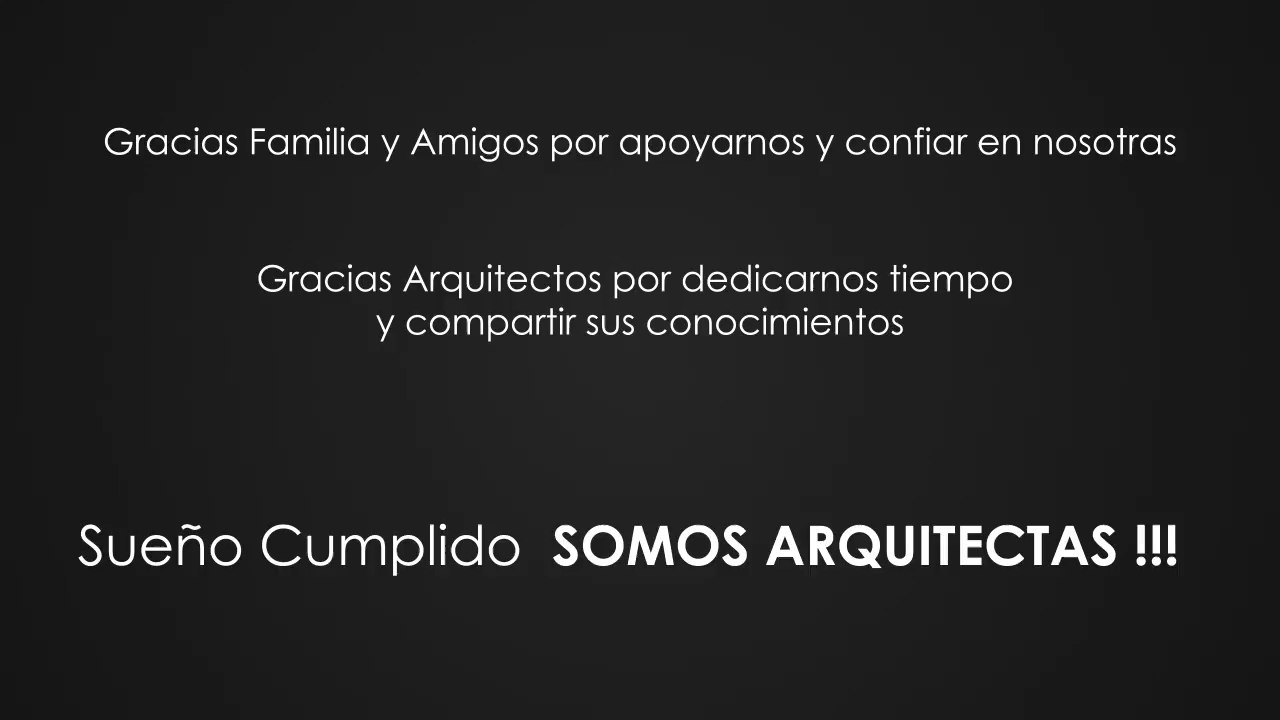 Gracias Familia y Amigos por apoyarnos y confiar en nosotras
Gracias Arquitectos por dedicarnos tiempo
y compartir sus conocimientos
Sueño Cumplido SOMOS ARQUITECTAS !!!